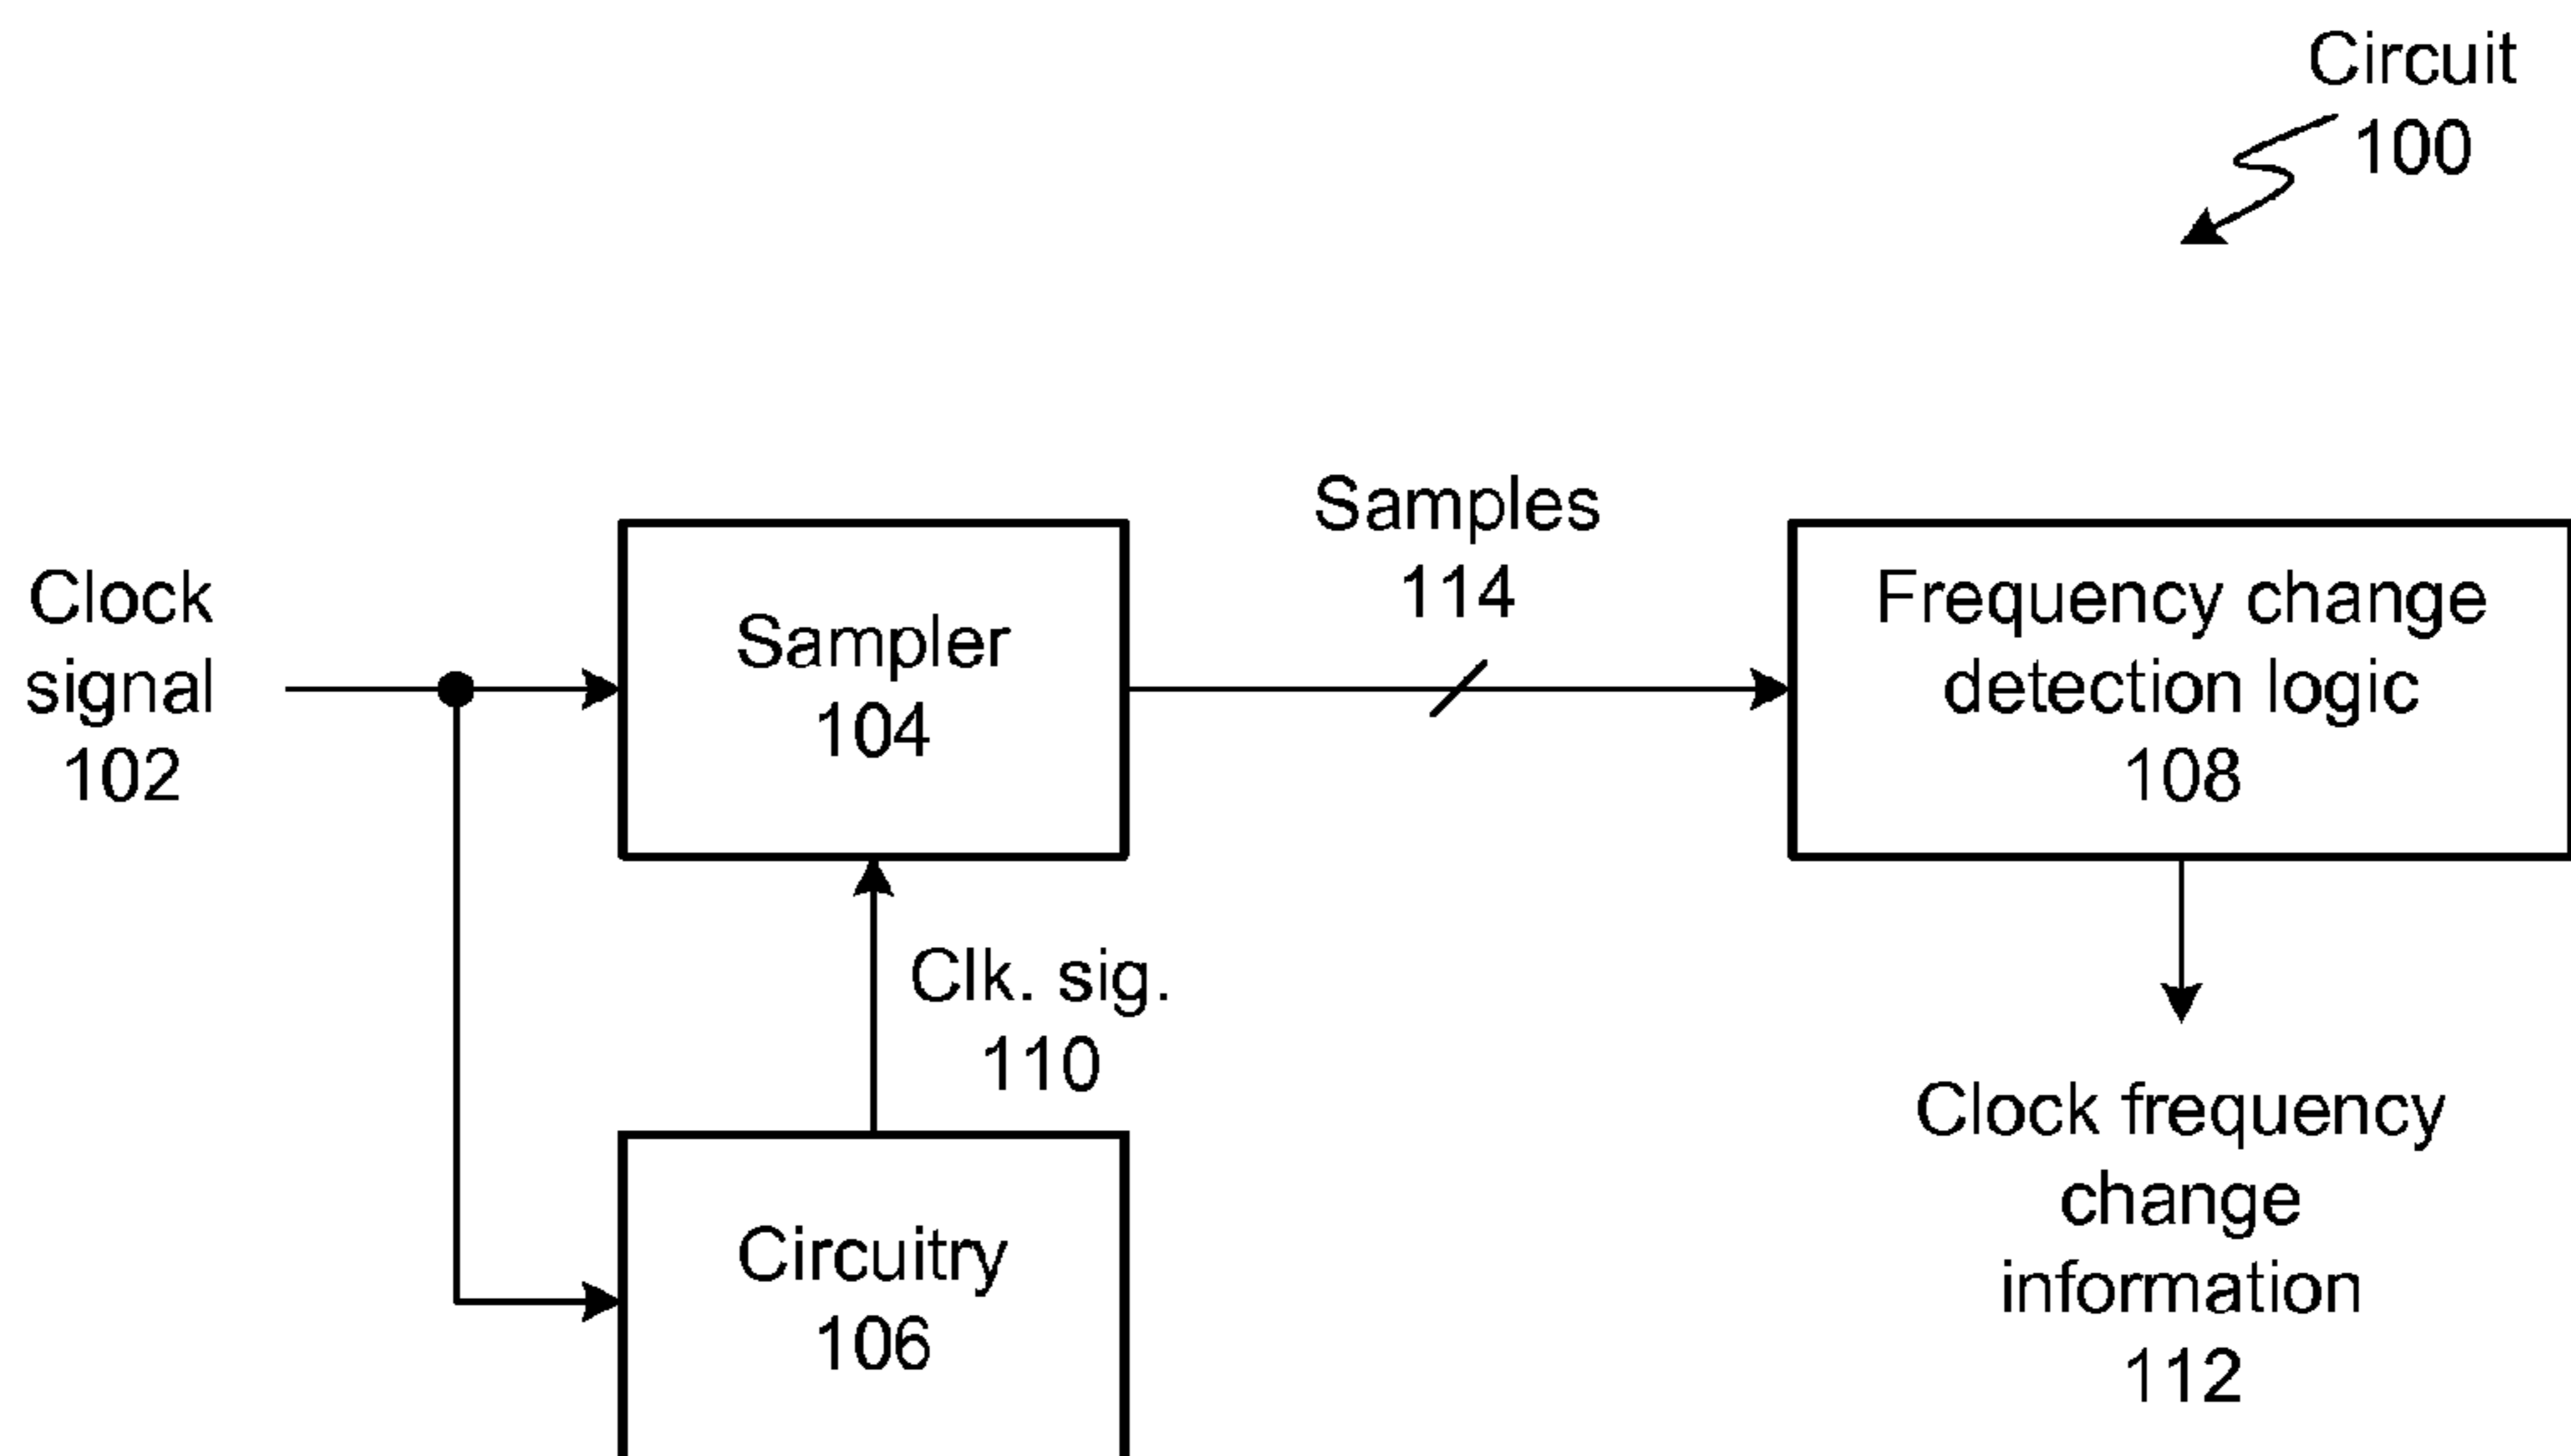 Circuit
100
Clock
signal
102
Sampler
104
Samples
114
Frequency change
detection logic
108
Clk. sig.
110
Circuitry
106
Clock frequency
change
information
112